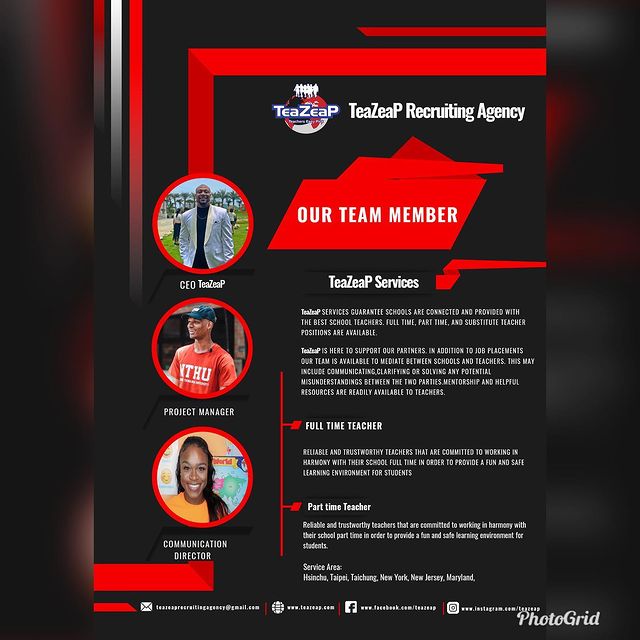 TeaZeaP
Teachers Easy P
TeaZeaP Recruiting Agency
OUR TEAM MEMBER
CEO TeaZeaP
TeaZeaP Services
TeaZeaP SERVICES GUARANTEE SCHOOLS ARE CONNECTED AND PROVIDED WITH
THE BEST SCHOOL TEACHERS. FULL TIME, PART TIME, AND SUBSTITUTE TEACHER
POSITIONS ARE AVAILABLE.
TeaZeaP IS HERE TO SUPPORT OUR PARTNERS. IN ADDITION TO JOB PLACEMENTS
OUR TEAM IS AVAILABLE TO MEDIATE BETWEEN SCHOOLS AND TEACHERS. THIS MAY
INCLUDE COMMUNICATING,CLARIFYING OR SOLVING ANY POTENTIAL
MISUNDERSTANDINGS BETWEEN THE TWO PARTIES.MENTORSHIP AND HELPFUL
RESOURCES ARE READILY AVAILABLE TO TEACHERS.
NTHU
PROJECT MANAGER
FULL TIME TEACHER
RELIABLE AND TRUSTWORTHY TEACHERS THAT ARE COMMITTED TO WORKING IN
HARMONY WITH THEIR SCHOOL FULL TIME IN ORDER TO PROVIDE A FUN AND SAFE
LEARNING ENVIRONMENT FOR STUDENTS
World
COMMUNICATION
DIRECTOR
Part time Teacher
Reliable and trustworthy teachers that are committed to working in harmony with
their school part time in order to provide a fun and safe learning environment for
students.
Service Area:
Hsinchu, Taipei, Taichung, New York, New Jersey, Maryland,
teazeaprecruitingagency@gmail.com
www.teazeap.com
www.facebook.com/teazeap
www.instagram.com/teazeap
PhotoGrid